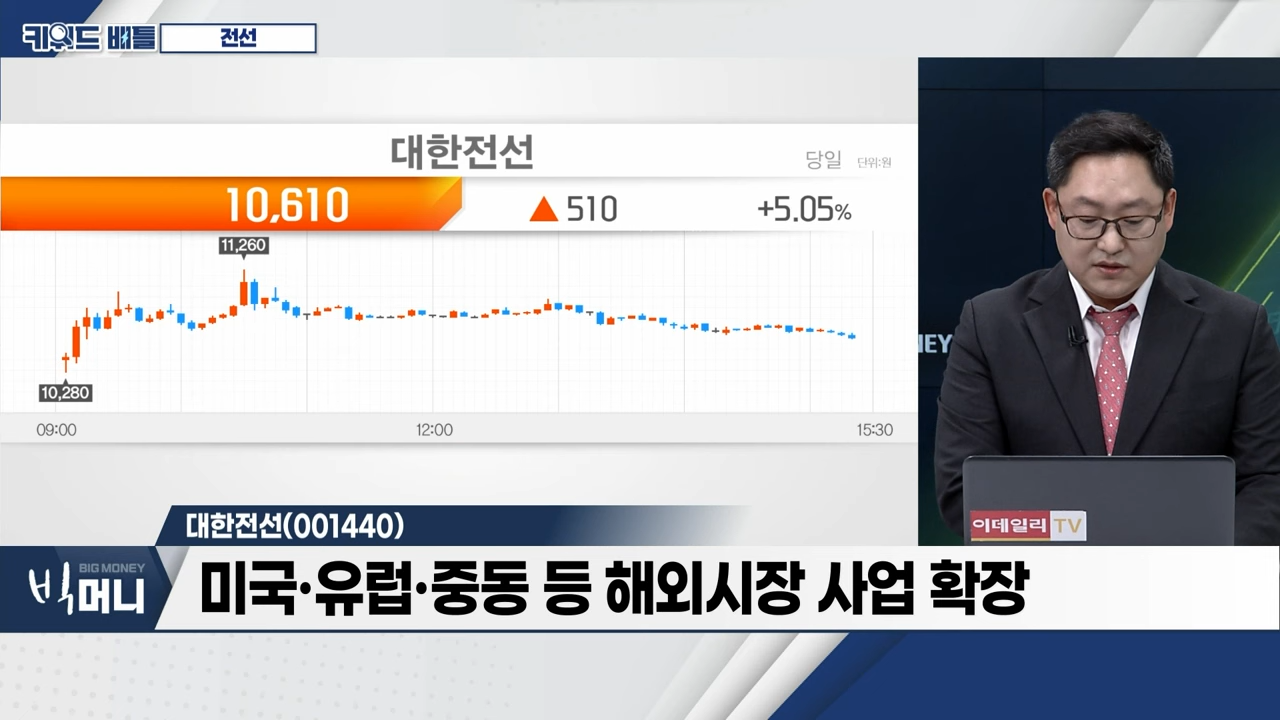 키워드 배틀
전선
대한전선
당일 단위:원
10,610 ▲ 510 +5.05%
11,260
10,280
09:00 12:00 15:30
NEY
이데일리 TV
대한전선(001440)
BIG MONEY
빅머니
미국·유럽·중동 등 해외시장 사업 확장